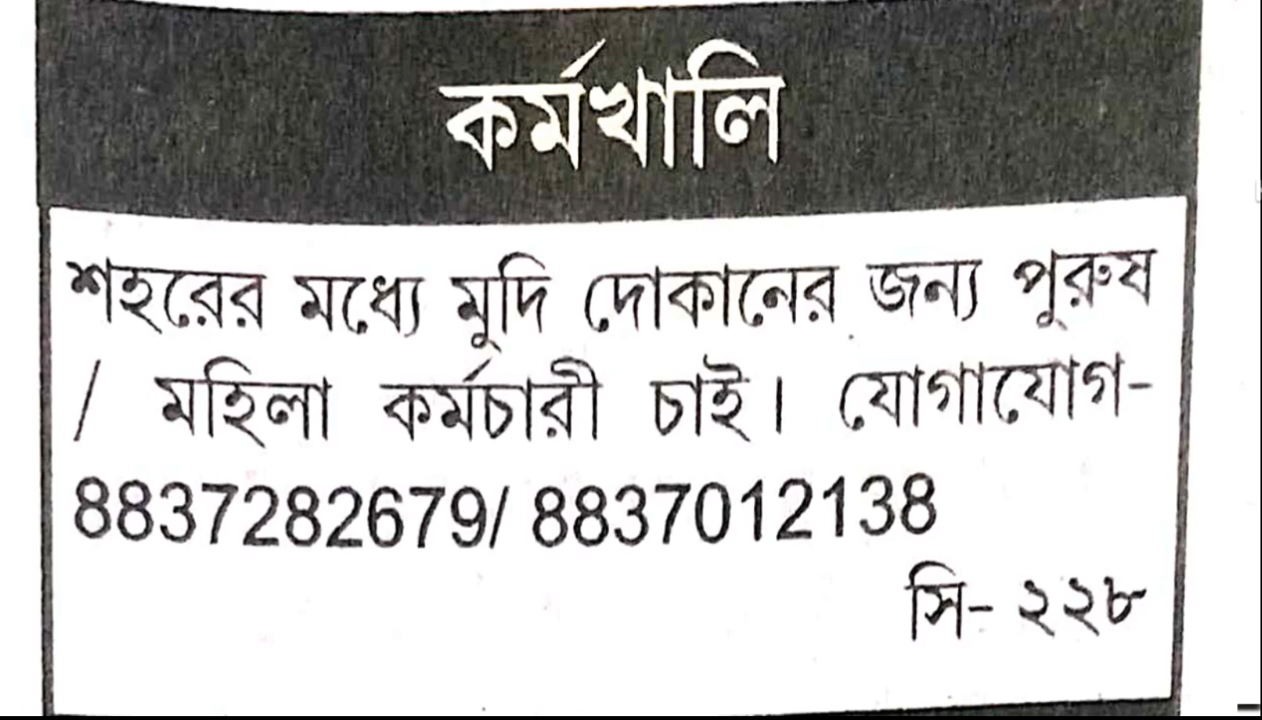 কর্মখালি
শহরের মধ্যে মুদি দোকানের জন্য পুরুষ
/ মহিলা কর্মচারী চাই। যোগাযোগ-
8837282679/ 8837012138
সি- ২২৮